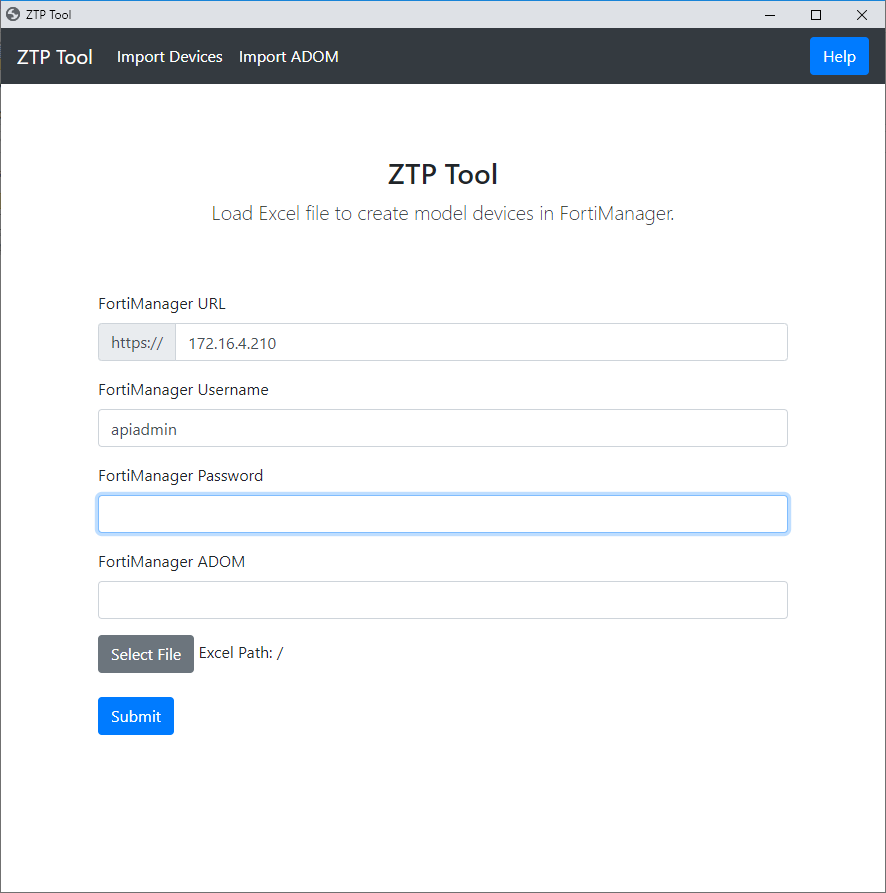 ZTP Tool
ZTP Tool Import Devices Import ADOM Help
ZTP Tool
Load Excel file to create model devices in FortiManager.
FortiManager URL
https:// 172.16.4.210
FortiManager Username
apiadmin
FortiManager Password
FortiManager ADOM
Select File Excel Path: /
Submit